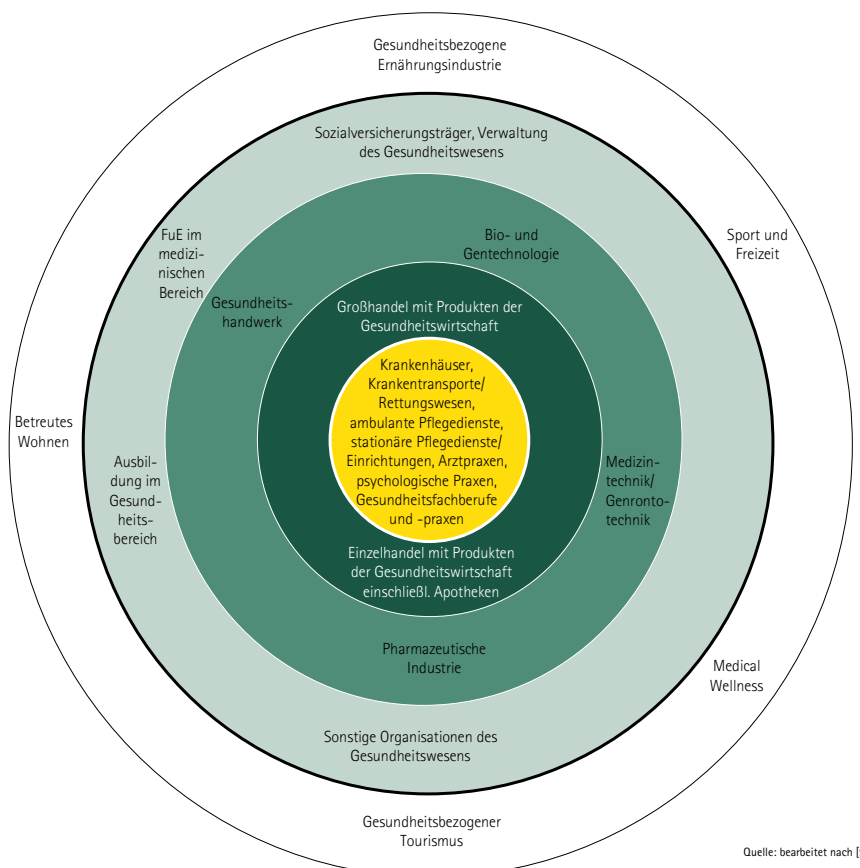 Gesundheitsbezogene
Ernährungsindustrie
Sozialversicherungsträger, Verwaltung
des Gesundheitswesens
FuE im
medizi-
nischen
Bereich
Bio- und
Gentechnologie
Sport und
Freizeit
Gesundheits-
handwerk
Großhandel mit Produkten der
Gesundheitswirtschaft
Krankenhäuser,
Krankentransporte/
Rettungswesen,
ambulante Pflegedienste,
stationäre Pflegedienste/
Einrichtungen, Arztpraxen,
psychologische Praxen,
Gesundheitsfachberufe
und -praxen
Betreutes
Wohnen
Ausbil-
dung im
Gesund-
heits-
bereich
Medizin-
technik/
Genronto-
technik
Einzelhandel mit Produkten
der Gesundheitswirtschaft
einschließl. Apotheken
Pharmazeutische
Industrie
Medical
Wellness
Sonstige Organisationen des
Gesundheitswesens
Gesundheitsbezogener
Tourismus
Quelle: bearbeitet nach [